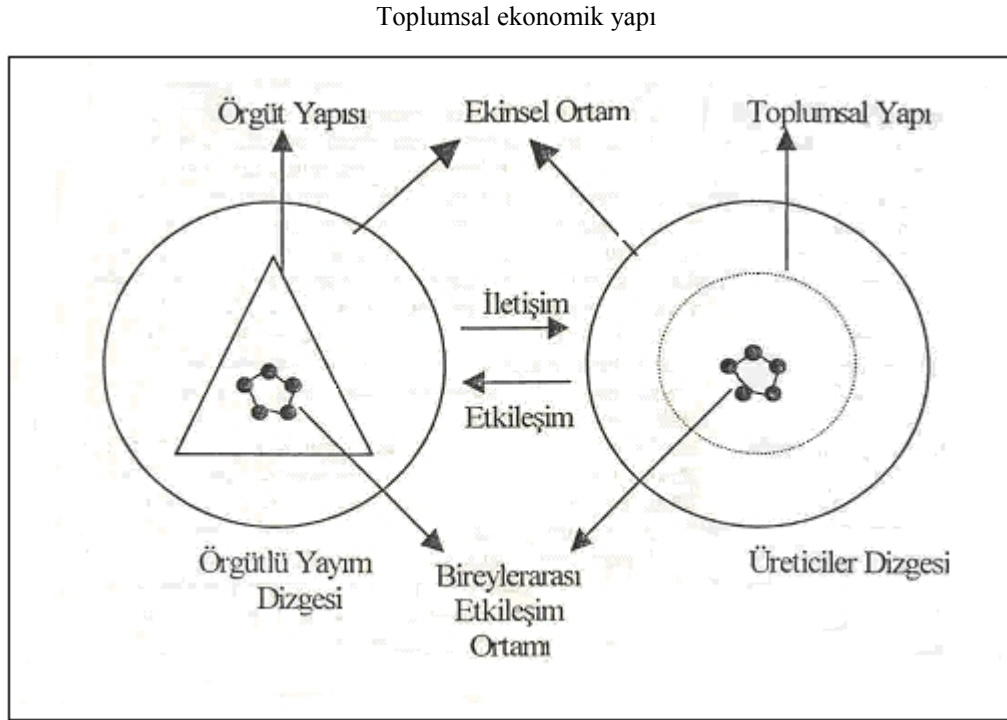 Toplumsal ekonomik yapı
Örgüt Yapısı
Ekinsel Ortam
Toplumsal Yapı
İletişim
Etkileşim
Örgütlü Yayım
Dizgesi
Bireylerarası
Etkileşim
Ortamı
Üreticiler Dizgesi